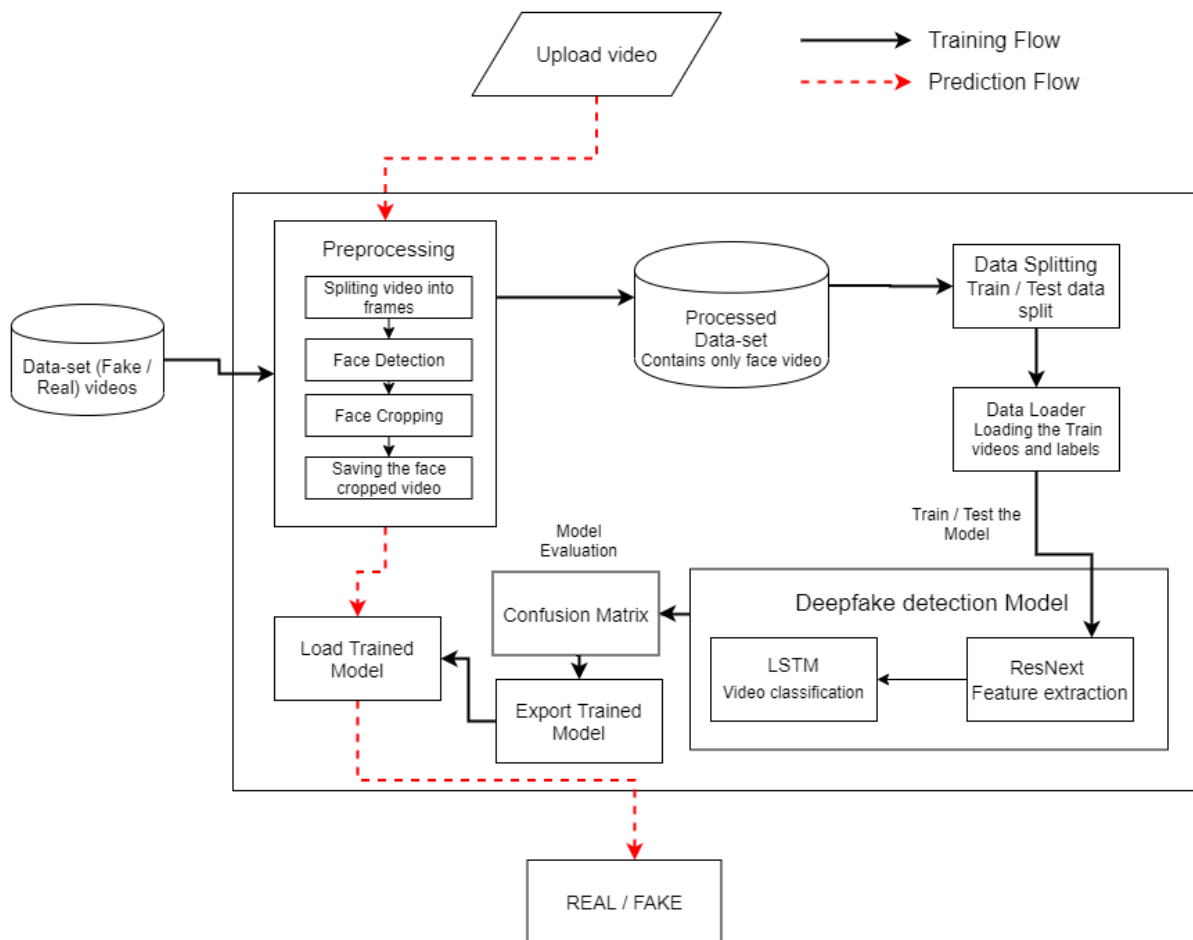 Upload video
Training Flow
Prediction Flow
Preprocessing
Spliting video into
frames
Face Detection
Face Cropping
Saving the face
cropped video
Data-set (Fake /
Real) videos
Processed
Data-set
Contains only face video
Data Splitting
Train / Test data
split
Data Loader
Loading the Train
videos and labels
Train / Test the
Model
Deepfake detection Model
ResNext
Feature extraction
LSTM
Video classification
Model
Evaluation
Confusion Matrix
Export Trained
Model
Load Trained
Model
REAL / FAKE